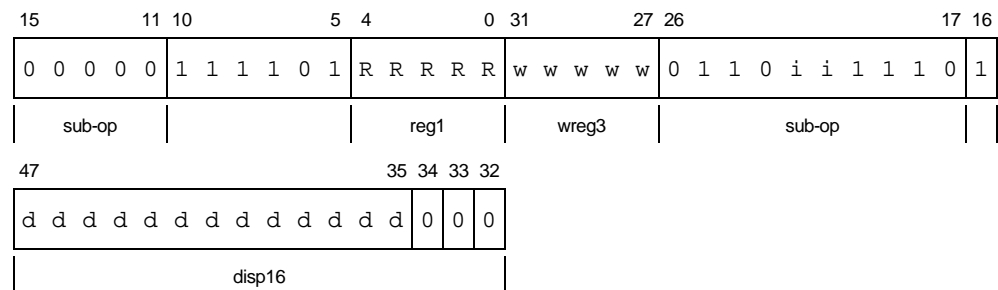 15 11 10 5 4 0 31 27 26 17 16
0 0 0 0 0 1 1 1 1 0 1 R R R R R w w w w w 0 1 1 0 i i 1 1 1 0 1
sub-op reg1 wreg3 sub-op
47 35 34 33 32
d d d d d d d d d d d d d 0 0 0
disp16